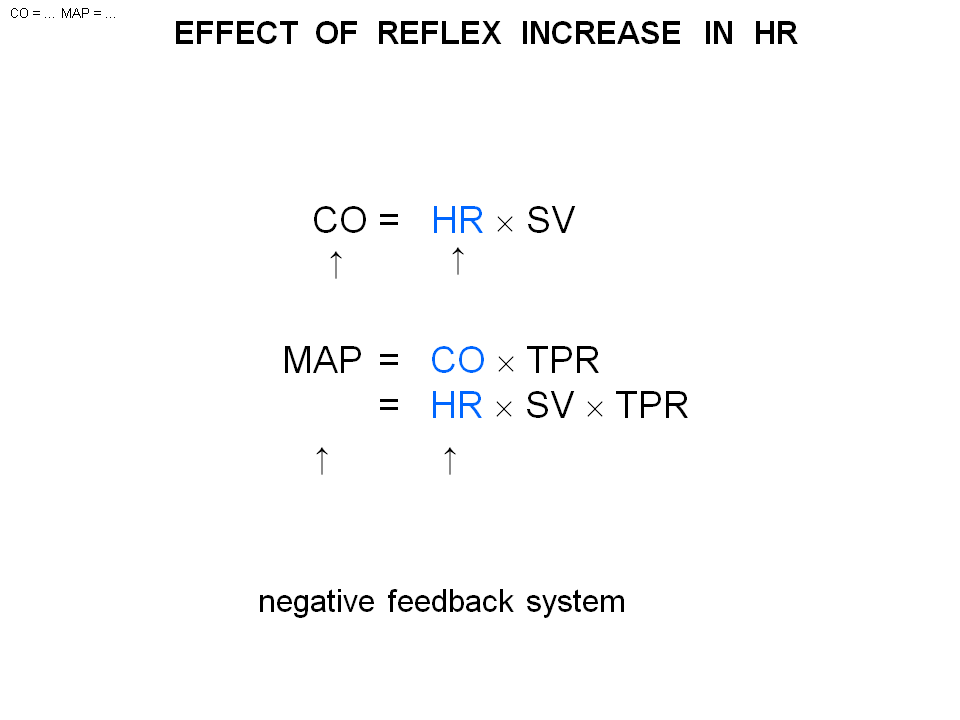 CO = ... MAP = ...
EFFECT OF REFLEX INCREASE IN HR
CO = HR × SV
↑ ↑
MAP = CO × TPR
= HR × SV × TPR
↑ ↑
negative feedback system